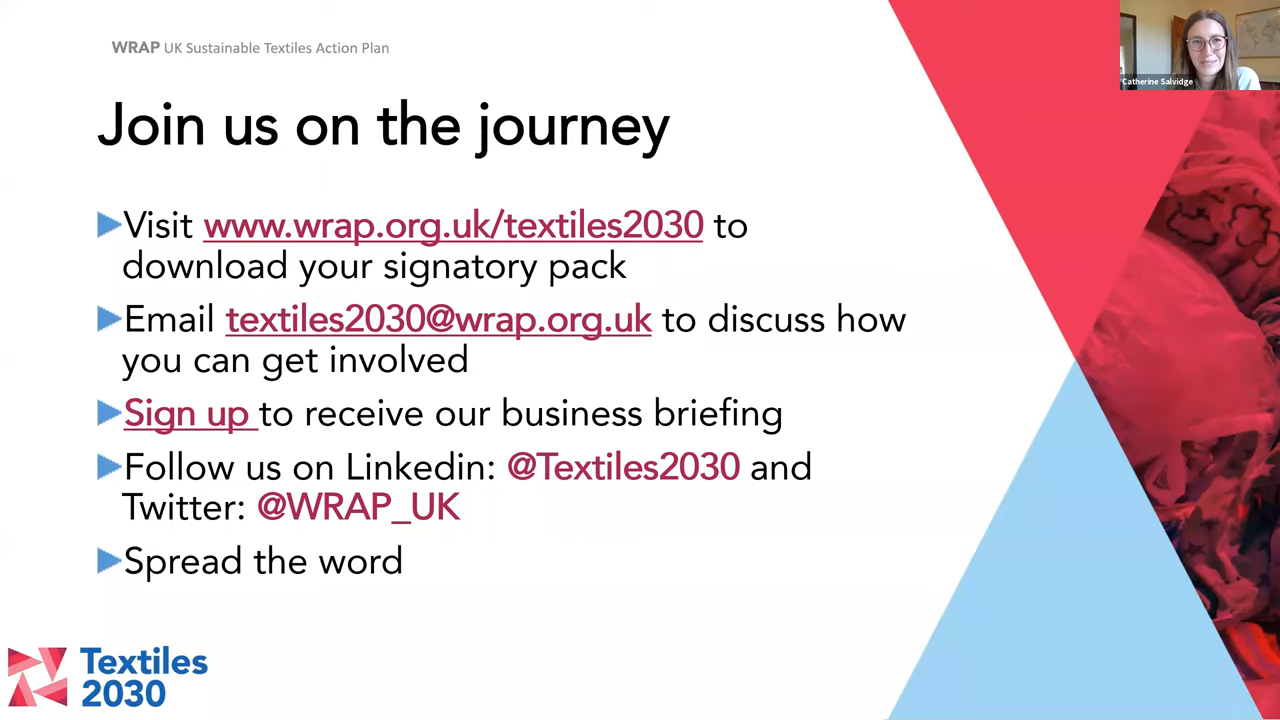 WRAP UK Sustainable Textiles Action Plan
Catherine Salvidge
Join us on the journey
Visit www.wrap.org.uk/textiles2030 to
download your signatory pack
Email textiles2030@wrap.org.uk to discuss how
you can get involved
Sign up to receive our business briefing
Follow us on Linkedin: @Textiles2030 and
Twitter: @WRAP_UK
Spread the word
Textiles
2030